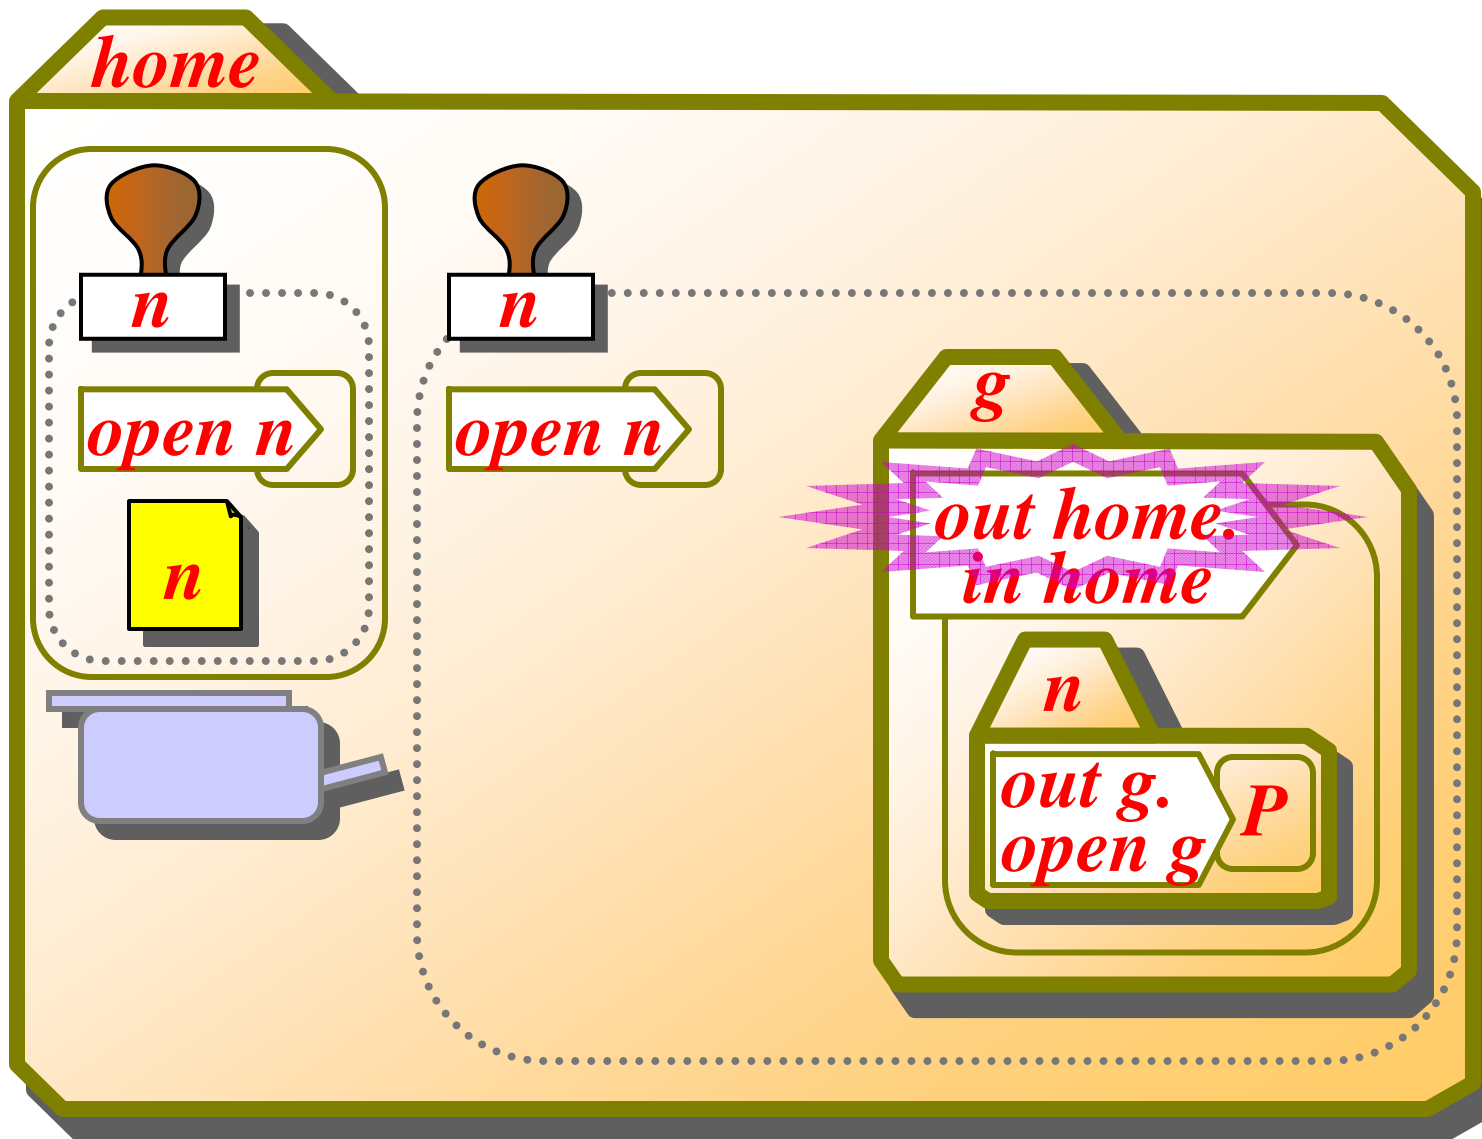 home
n
open n
n
n
open n
g
out home.
in home
n
out g.
open g
P